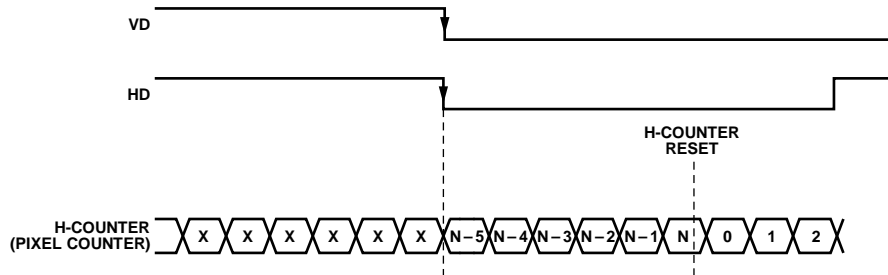 VD
HD
H-COUNTER
RESET
H-COUNTER
(PIXEL COUNTER)
X X X X X X N–5 N–4 N–3 N–2 N–1 N 0 1 2